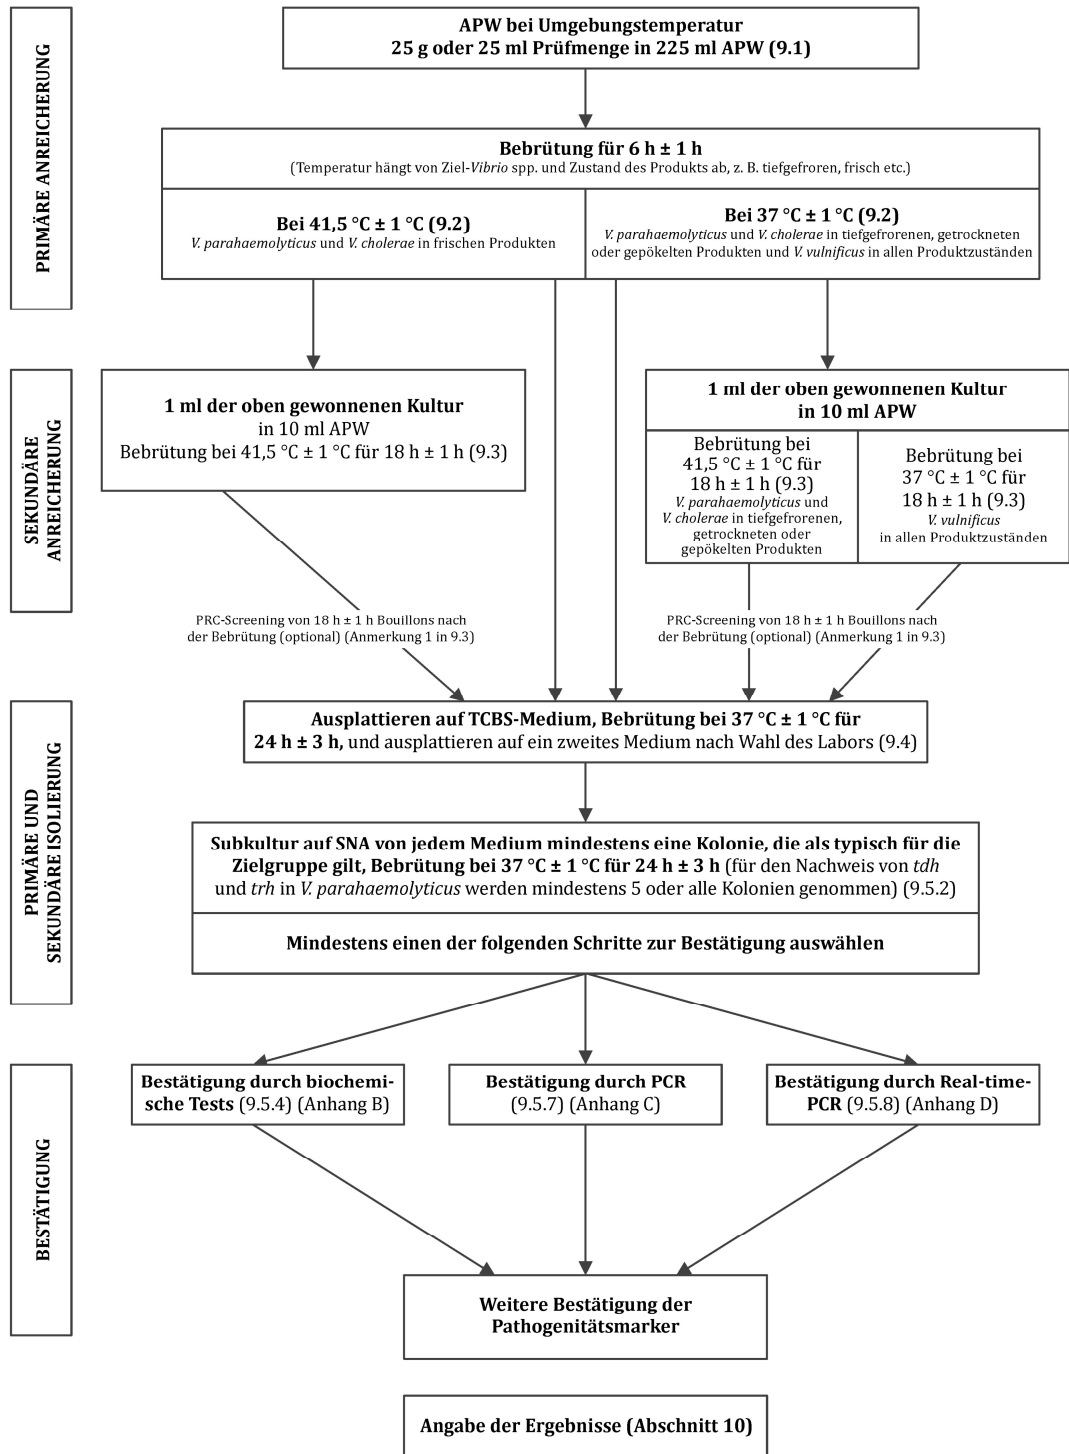 PRIMÄRE ANREICHERUNG
APW bei Umgebungstemperatur
25 g oder 25 ml Prüfmenge in 225 ml APW (9.1)
Bebrütung für 6 h ± 1 h
(Temperatur hängt von Ziel-Vibrio spp. und Zustand des Produkts ab, z. B. tiefgefroren, frisch etc.)
Bei 41,5 °C ± 1 °C (9.2)
V. parahaemolyticus und V. cholerae in frischen Produkten
Bei 37 °C ± 1 °C (9.2)
V. parahaemolyticus und V. cholerae in tiefgefrorenen, getrockneten
oder gepökelten Produkten und V. vulnificus in allen Produktzuständen
SEKUNDÄRE
ANREICHERUNG
1 ml der oben gewonnenen Kultur
in 10 ml APW
Bebrütung bei 41,5 °C ± 1 °C für 18 h ± 1 h (9.3)
1 ml der oben gewonnenen Kultur
in 10 ml APW
Bebrütung bei
41,5 °C ± 1 °C für
18 h ± 1 h (9.3)
V. parahaemolyticus und
V. cholerae in tiefgefrorenen,
getrockneten oder
gepökelten Produkten
Bebrütung bei
37 °C ± 1 °C für
18 h ± 1 h (9.3)
V. vulnificus
in allen Produktzuständen
PRC-Screening von 18 h ± 1 h Bouillons nach
der Bebrütung (optional) (Anmerkung 1 in 9.3)
PRC-Screening von 18 h ± 1 h Bouillons nach
der Bebrütung (optional) (Anmerkung 1 in 9.3)
PRIMÄRE UND
SEKUNDÄRE ISOLIERUNG
Ausplattieren auf TCBS-Medium, Bebrütung bei 37 °C ± 1 °C für
24 h ± 3 h, und ausplattieren auf ein zweites Medium nach Wahl des Labors (9.4)
Subkultur auf SNA von jedem Medium mindestens eine Kolonie, die als typisch für die
Zielgruppe gilt, Bebrütung bei 37 °C ± 1 °C für 24 h ± 3 h (für den Nachweis von tdh
und trh in V. parahaemolyticus werden mindestens 5 oder alle Kolonien genommen) (9.5.2)
Mindestens einen der folgenden Schritte zur Bestätigung auswählen
BESTÄTIGUNG
Bestätigung durch biochemi-
sche Tests (9.5.4) (Anhang B)
Bestätigung durch PCR
(9.5.7) (Anhang C)
Bestätigung durch Real-time-
PCR (9.5.8) (Anhang D)
Weitere Bestätigung der
Pathogenitätsmarker
Angabe der Ergebnisse (Abschnitt 10)